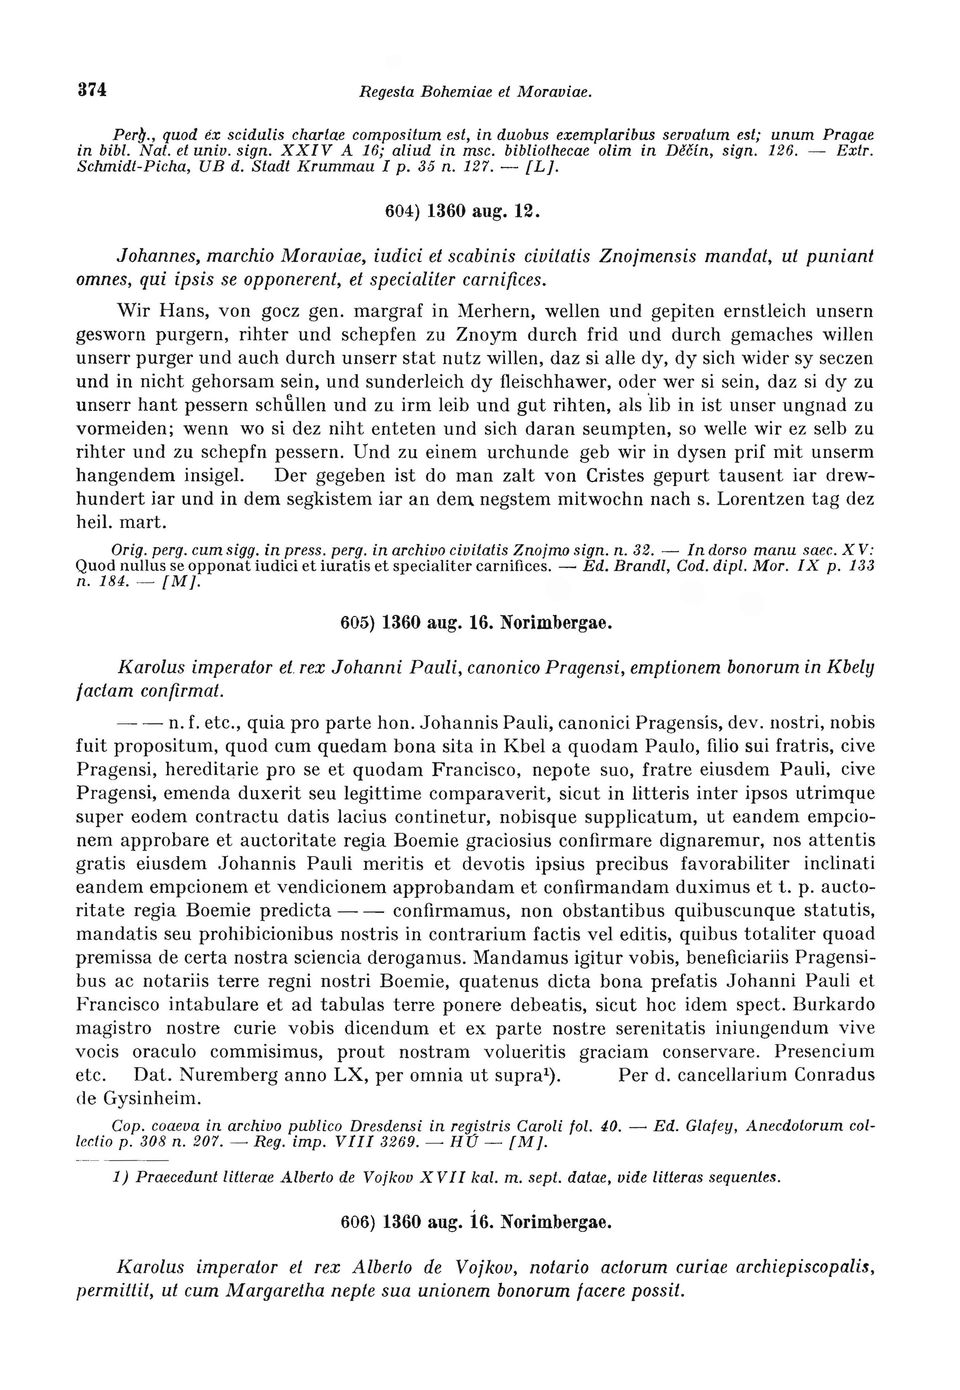 374 Regesta Bohemiae et Moraviae.
Perg., quod ex scidulis chartae compositum est, in duobus exemplaribus servatum est; unum Pragae
in bibl. Nat. et univ. sign. XXIV A 16; aliud in msc. bibliothecae olim in Děčín, sign. 126. — Extr.
Schmidt-Picha, UB d. Stadt Krummau I p. 35 n. 127. — [L].
604) 1360 aug. 12.
Johannes, marchio Moraviae, iudici et scabinis civitatis Znojmensis mandat, ut puniant
omnes, qui ipsis se opponerent, et specialiter carnifices.
Wir Hans, von gocz gen. margraf in Merhern, wellen und gepiten ernstleich unsern
gesworn purgern, rihter und schepfen zu Znoym durch frid und durch gemaches willen
unserr purger und auch durch unserr stat nutz willen, daz si alle dy, dy sich wider sy seczen
und in nicht gehorsam sein, und sunderleich dy fleischhawer, oder wer si sein, daz si dy zu
unserr hant pessern schůllen und zu irm leib und gut rihten, als lib in ist unser ungnad zu
vormeiden; wenn wo si dez niht enteten und sich daran seumpten, so welle wir ez selb zu
rihter und zu schepfn pessern. Und zu einem urchunde geb wir in dysen prif mit unserm
hangendem insigel. Der gegeben ist do man zalt von Cristes gepurt tausent iar drew-
hundert iar und in dem segkistem iar an dem negstem mitwochn nach s. Lorentzen tag dez
heil. mart.
Orig. perg. cum sigg. in press. perg. in archivo civitatis Znojmo sign. n. 32. — In dorso manu saec. XV:
Quod nullus se opponat iudici et iuratis et specialiter carnifices. — Ed. Brandl, Cod. dipl. Mor. IX p. 133
n. 184. — [M].
605) 1360 aug. 16. Norimbergae.
Karolus imperator et rex Johanni Pauli, canonico Pragensi, emptionem bonorum in Kbely
factam confirmat.
— — n. f. etc., quia pro parte hon. Johannis Pauli, canonici Pragensis, dev. nostri, nobis
fuit propositum, quod cum quedam bona sita in Kbel a quodam Paulo, filio sui fratris, cive
Pragensi, hereditarie pro se et quodam Francisco, nepote suo, fratre eiusdem Pauli, cive
Pragensi, emenda duxerit seu legittime comparaverit, sicut in litteris inter ipsos utrimque
super eodem contractu datis lacius continetur, nobisque supplicatum, ut eandem empcio-
nem approbare et auctoritate regia Boemie graciosius confirmare dignaremur, nos attentis
gratis eiusdem Johannis Pauli meritis et devotis ipsius precibus favorabiliter inclinati
eandem empcionem et vendicionem approbandam et confirmandam duximus et t. p. aucto-
ritate regia Boemie predicta — — confirmamus, non obstantibus quibuscunque statutis,
mandatis seu prohibicionibus nostris in contrarium factis vel editis, quibus totaliter quoad
premissa de certa nostra sciencia derogamus. Mandamus igitur vobis, beneficiariis Pragensi-
bus ac notariis terre regni nostri Boemie, quatenus dicta bona prefatis Johanni Pauli et
Francisco intabulare et ad tabulas terre ponere debeatis, sicut hoc idem spect. Burkardo
magistro nostre curie vobis dicendum et ex parte nostre serenitatis iniungendum vive
vocis oraculo commisimus, prout nostram volueritis graciam conservare. Presencium
etc. Dat. Nuremberg anno LX, per omnia ut supra¹). Per d. cancellarium Conradus
de Gysinheim.
Cop. coaeva in archivo publico Dresdensi in registris Caroli fol. 40. — Ed. Glafey, Anecdotorum col-
lectio p. 308 n. 207. — Reg. imp. VIII 3269. — HÚ — [M].
1) Praecedunt litterae Alberto de Vojkov XVII kal. m. sept. datae, vide litteras sequentes.
606) 1360 aug. 16. Norimbergae.
Karolus imperator et rex Alberto de Vojkov, notario actorum curiae archiepiscopalis,
permittit, ut cum Margaretha nepte sua unionem bonorum facere possit.